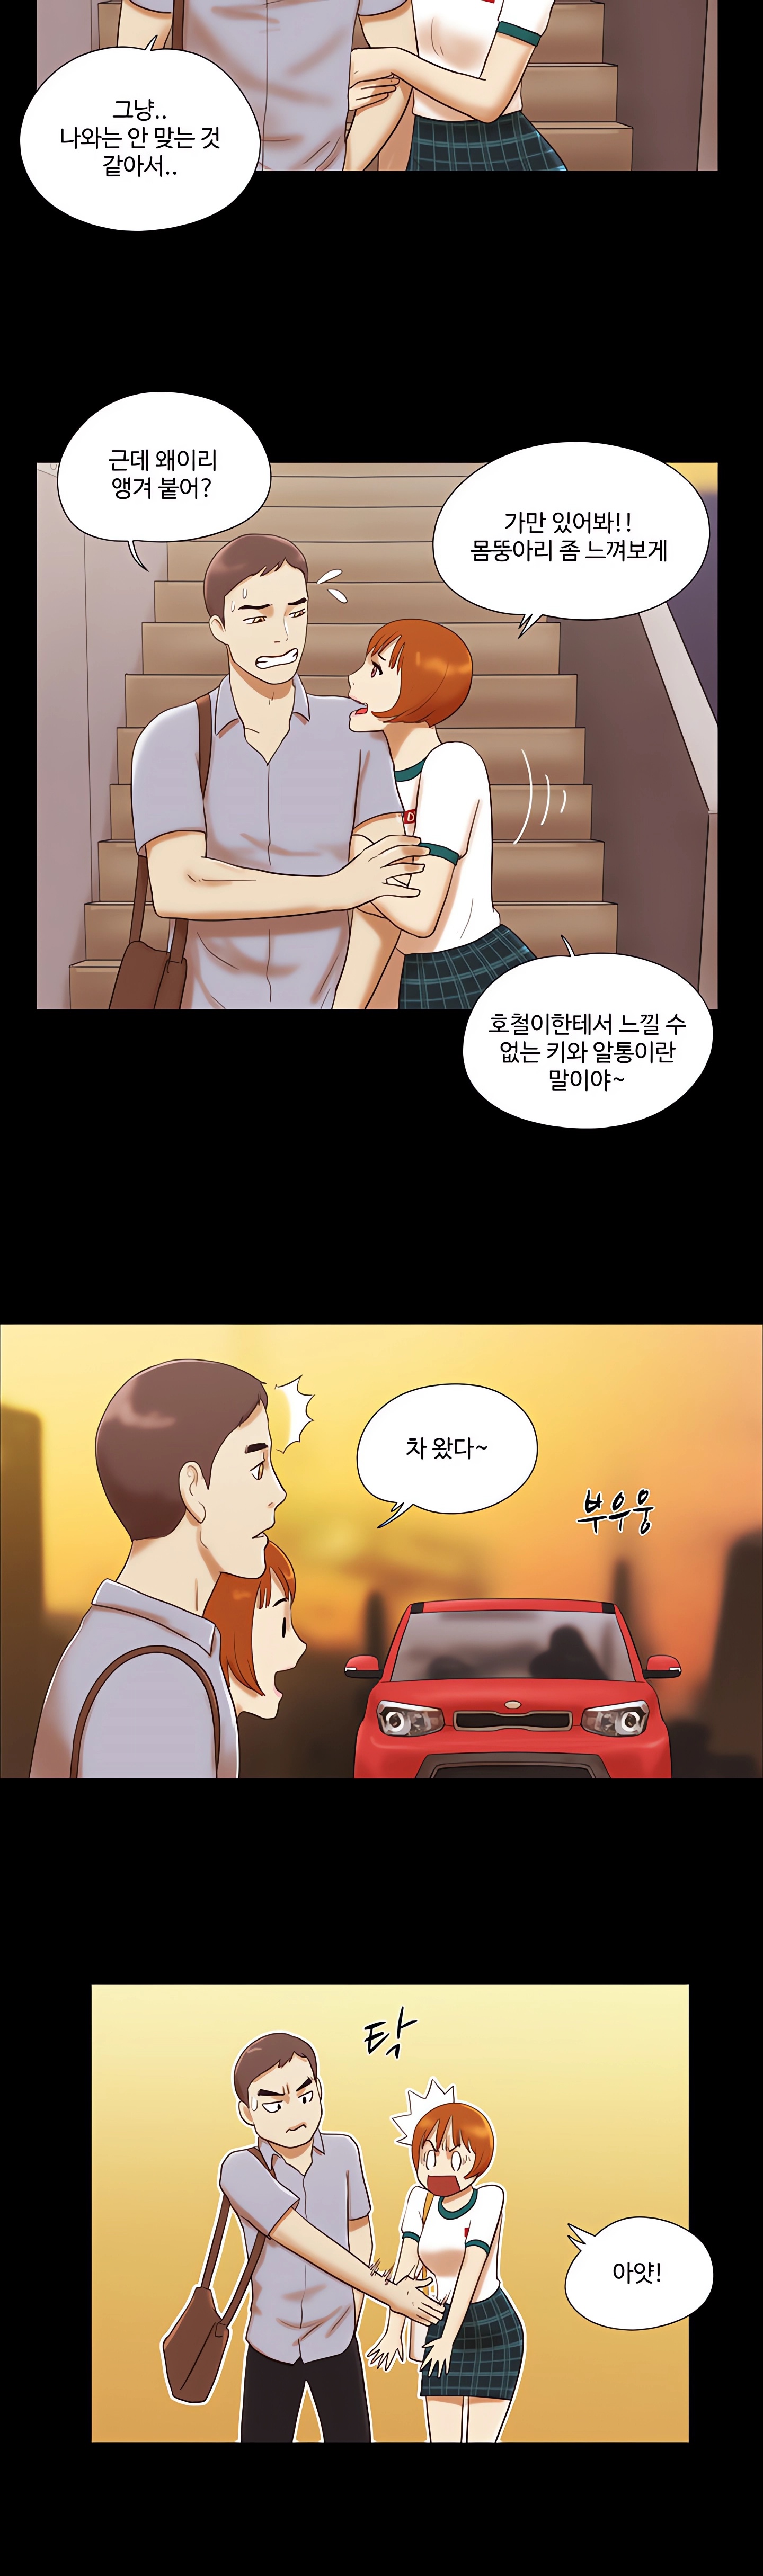 그냥..
나와는 안 맞는 것
같아서..
근데 왜이리
앵겨 붙어?
가만 있어봐!!
몸뚱아리 좀 느껴보게
D
호철이한테서 느낄 수
없는 키와 알통이란
말이야~
차 왔다~
부우웅
탁
아얏!